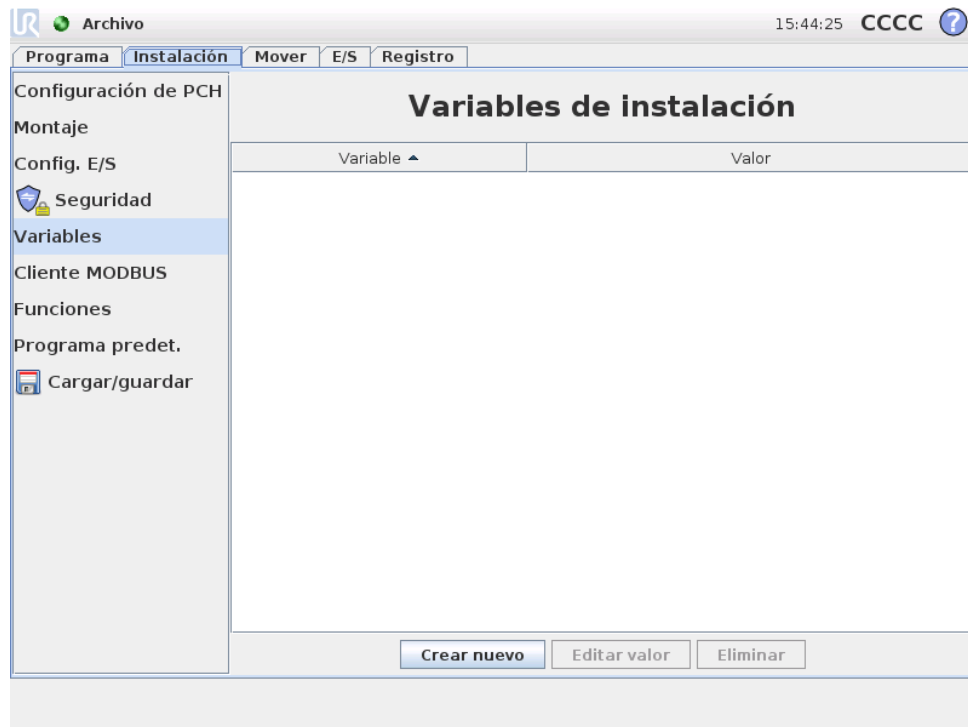 UR Archivo 15:44:25 CCCC ?
Programa Instalación Mover E/S Registro
Configuración de PCH
Montaje
Config. E/S
Seguridad
Variables
Cliente MODBUS
Funciones
Programa predet.
Cargar/guardar
Variables de instalación
Variable Valor
Crear nuevo Editar valor Eliminar